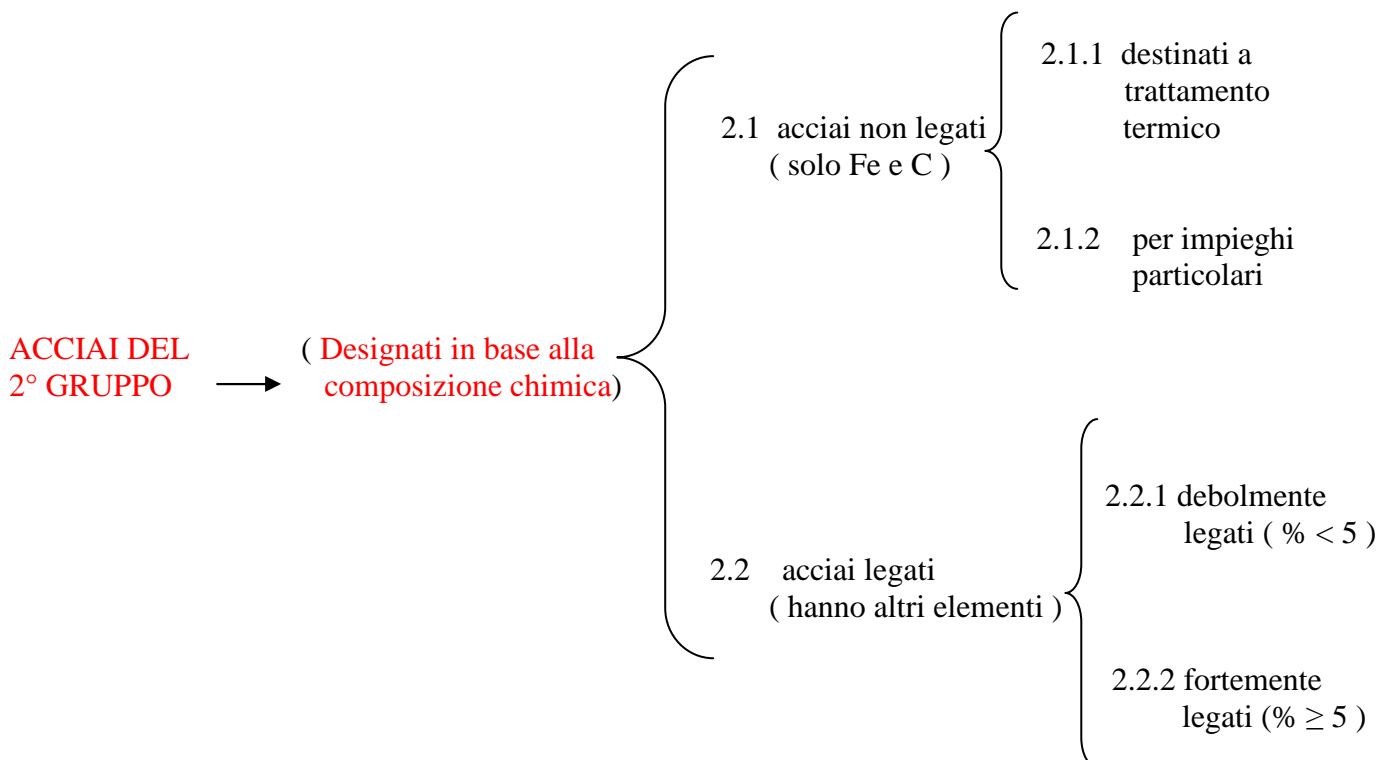 ACCIAI DEL
2° GRUPPO
( Designati in base alla
composizione chimica)
2.1 acciai non legati
( solo Fe e C )
2.1.1 destinati a
trattamento
termico
2.1.2 per impieghi
particolari
2.2 acciai legati
( hanno altri elementi )
2.2.1 debolmente
legati ( % < 5 )
2.2.2 fortemente
legati (% ≥ 5 )